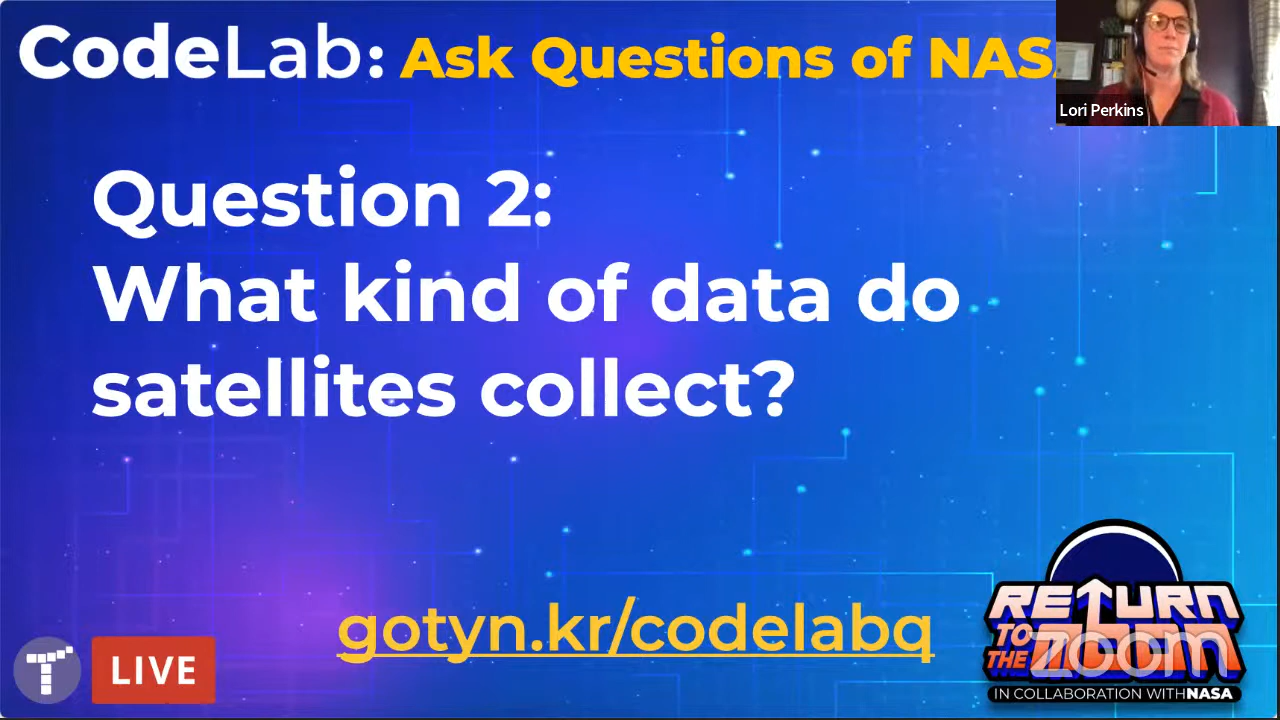 CodeLab: Ask Questions of NAS
Lori Perkins
Question 2:
What kind of data do
satellites collect?
gotyn.kr/codelabq
LIVE
RETURN
TO
THE
zoom
IN COLLABORATION WITH NASA